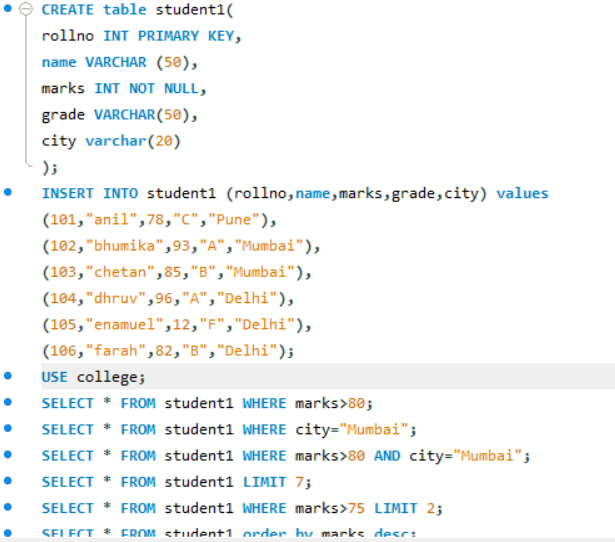 CREATE table student1(
rollno INT PRIMARY KEY,
name VARCHAR (50),
marks INT NOT NULL,
grade VARCHAR(50),
city varchar(20)
);
INSERT INTO student1 (rollno,name,marks,grade,city) values
(101,"anil",78,"C","Pune"),
(102,"bhumika",93,"A","Mumbai"),
(103,"chetan",85,"B","Mumbai"),
(104,"dhruv",96,"A","Delhi"),
(105,"enamuel",12,"F","Delhi"),
(106,"farah",82,"B","Delhi");
USE college;
SELECT * FROM student1 WHERE marks>80;
SELECT * FROM student1 WHERE city="Mumbai";
SELECT * FROM student1 WHERE marks>80 AND city="Mumbai";
SELECT * FROM student1 LIMIT 7;
SELECT * FROM student1 WHERE marks>75 LIMIT 2;
SELECT * FROM student1 order by marks desc;